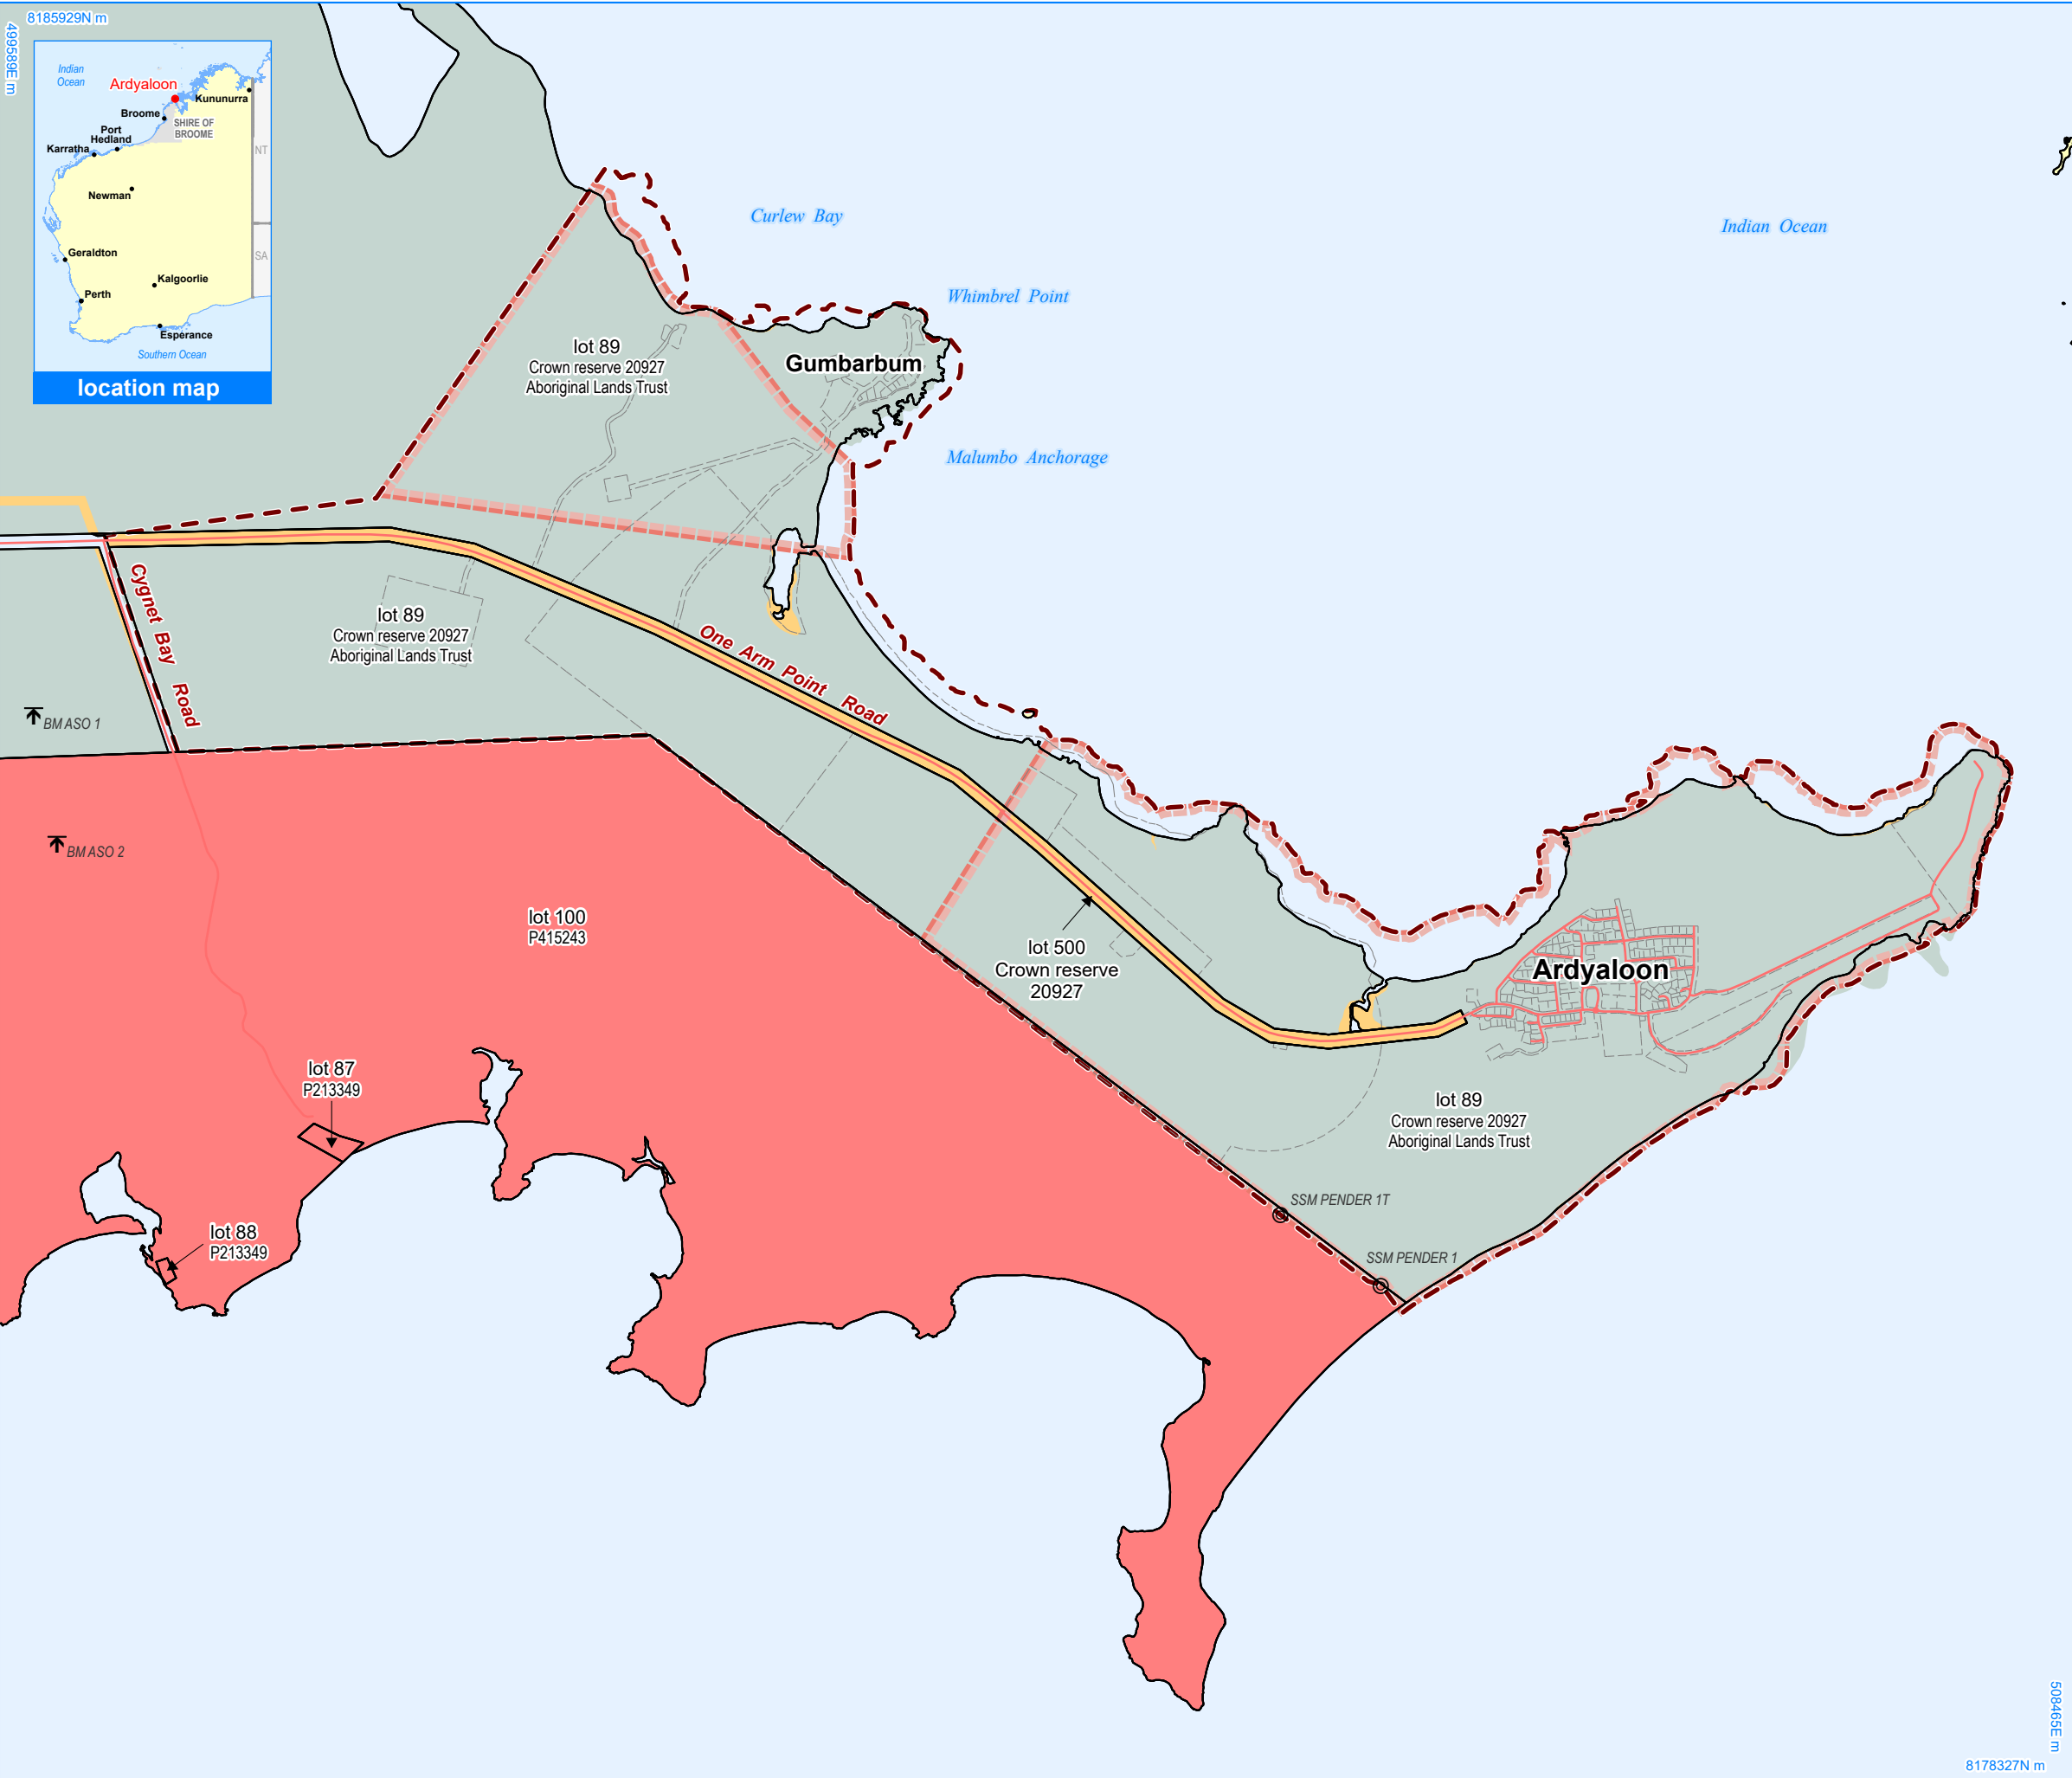 8185929N m
499589E m
Indian
Ocean
Ardyaloon
Kununurra
Broome
SHIRE OF
BROOME
Port
Hedland
Karratha
NT
Newman
Geraldton
SA
Kalgoorlie
Perth
Esperance
Southern Ocean
location map
Curlew Bay
Indian Ocean
Whimbrel Point
lot 89
Crown reserve 20927
Aboriginal Lands Trust
Gumbarbum
Malumbo Anchorage
Cygnet Bay Road
lot 89
Crown reserve 20927
Aboriginal Lands Trust
One Arm Point Road
BM ASO 1
BM ASO 2
lot 100
P415243
lot 500
Crown reserve
20927
Ardyaloon
lot 87
P213349
lot 89
Crown reserve 20927
Aboriginal Lands Trust
SSM PENDER 1T
lot 88
P213349
SSM PENDER 1
508465E m
8178327N m